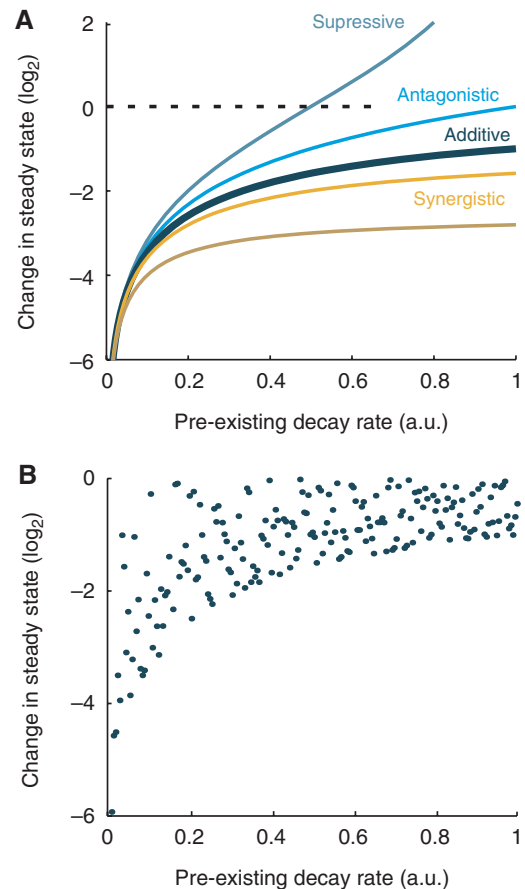 A
Change in steady state (log2)
2
0
–2
–4
–6
Supressive
Antagonistic
Additive
Synergistic
0 0.2 0.4 0.6 0.8 1
Pre-existing decay rate (a.u.)
B
Change in steady state (log2)
0
–2
–4
–6
0 0.2 0.4 0.6 0.8 1
Pre-existing decay rate (a.u.)